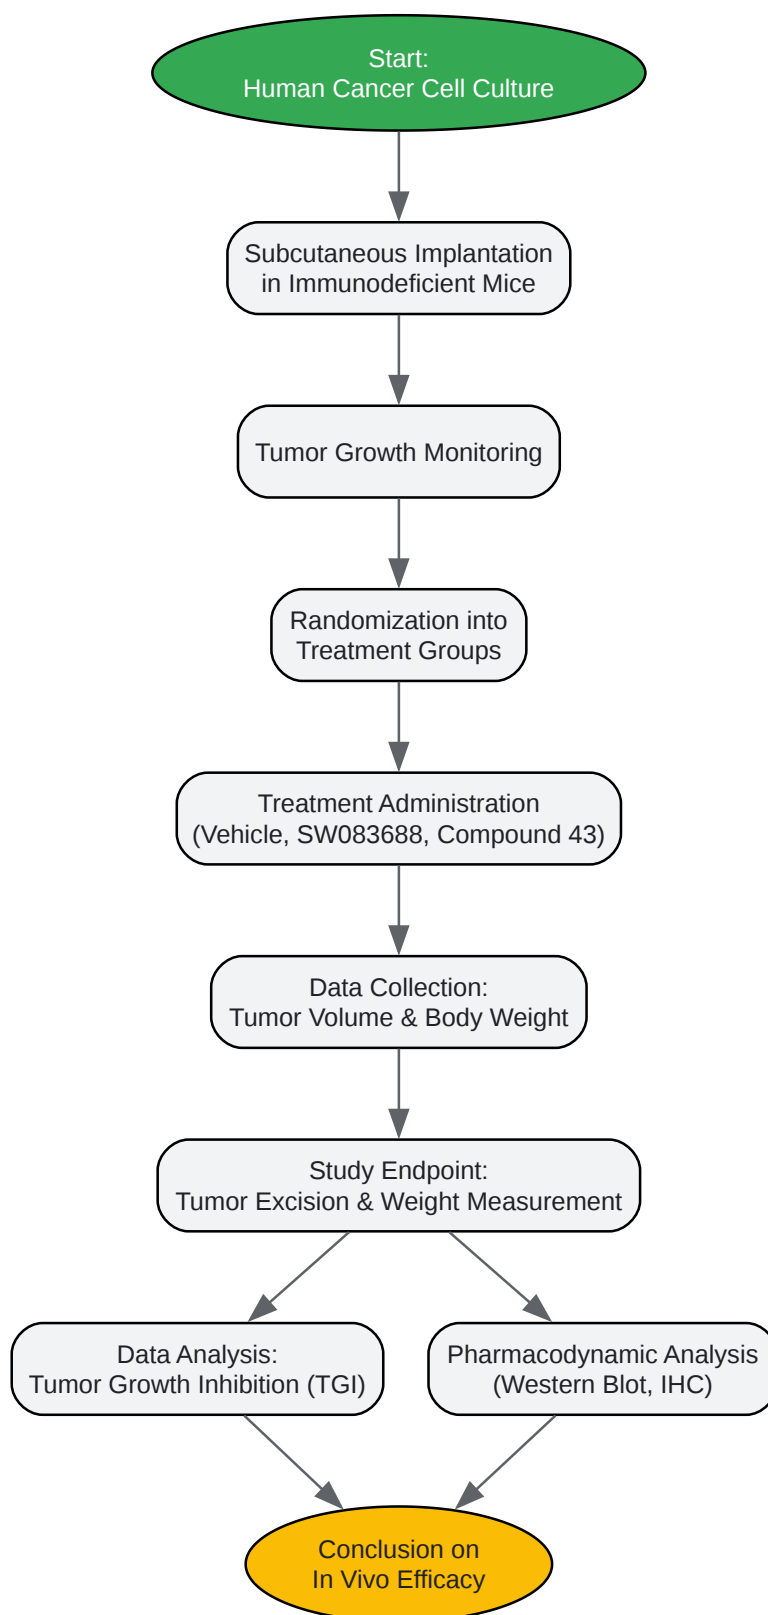 Start:
Human Cancer Cell Culture
Subcutaneous Implantation
in Immunodeficient Mice
Tumor Growth Monitoring
Randomization into
Treatment Groups
Treatment Administration
(Vehicle, SW083688, Compound 43)
Data Collection:
Tumor Volume & Body Weight
Study Endpoint:
Tumor Excision & Weight Measurement
Data Analysis:
Tumor Growth Inhibition (TGI)
Pharmacodynamic Analysis
(Western Blot, IHC)
Conclusion on
In Vivo Efficacy